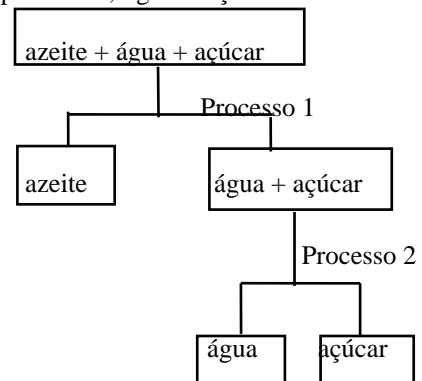 azeite + água + açúcar
Processo 1
azeite
água + açúcar
Processo 2
água
açúcar